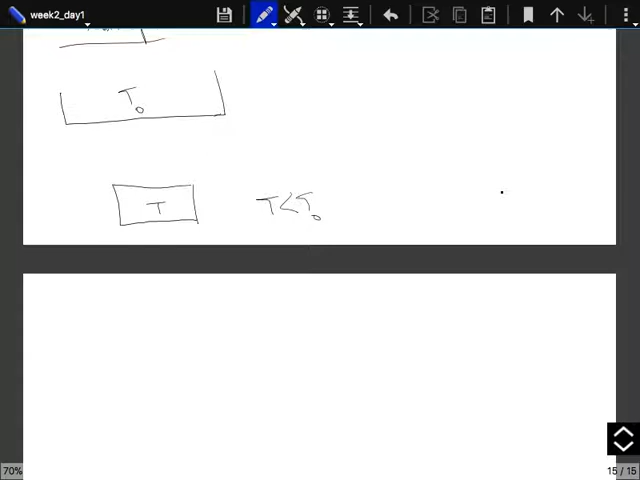 week2_day1
T₀
T
T<T₀
70%
15 / 15